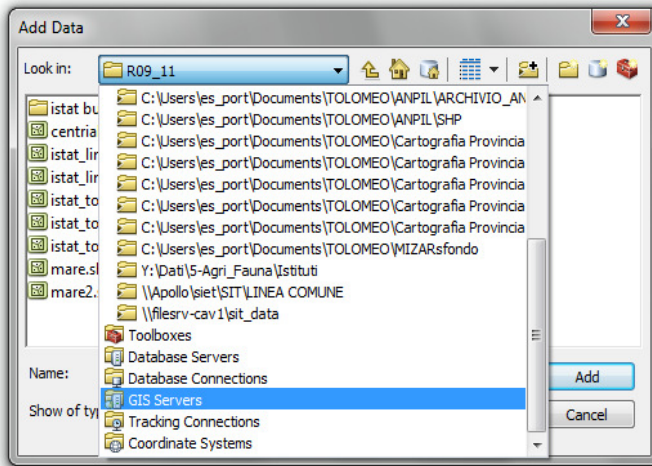 Add Data
Look in: R09_11
istat bu
centria
istat_lin
istat_lin
istat_to
istat_to
istat_to
mare.sl
mare2.
C:\Users\es_port\Documents\TOLOMEO\ANPIL\ARCHIVIO_AN
C:\Users\es_port\Documents\TOLOMEO\ANPIL\SHP
C:\Users\es_port\Documents\TOLOMEO\Cartografia Provincia
C:\Users\es_port\Documents\TOLOMEO\Cartografia Provincia
C:\Users\es_port\Documents\TOLOMEO\Cartografia Provincia
C:\Users\es_port\Documents\TOLOMEO\Cartografia Provincia
C:\Users\es_port\Documents\TOLOMEO\Cartografia Provincia
C:\Users\es_port\Documents\TOLOMEO\MIZARsfondo
Y:\Dati\5-Agri_Fauna\Istituti
\\Apollo\siet\SIT\LINEA COMUNE
\\filesrv-cav1\sit_data
Toolboxes
Database Servers
Database Connections
GIS Servers
Tracking Connections
Coordinate Systems
Name:
Add
Show of ty
Cancel